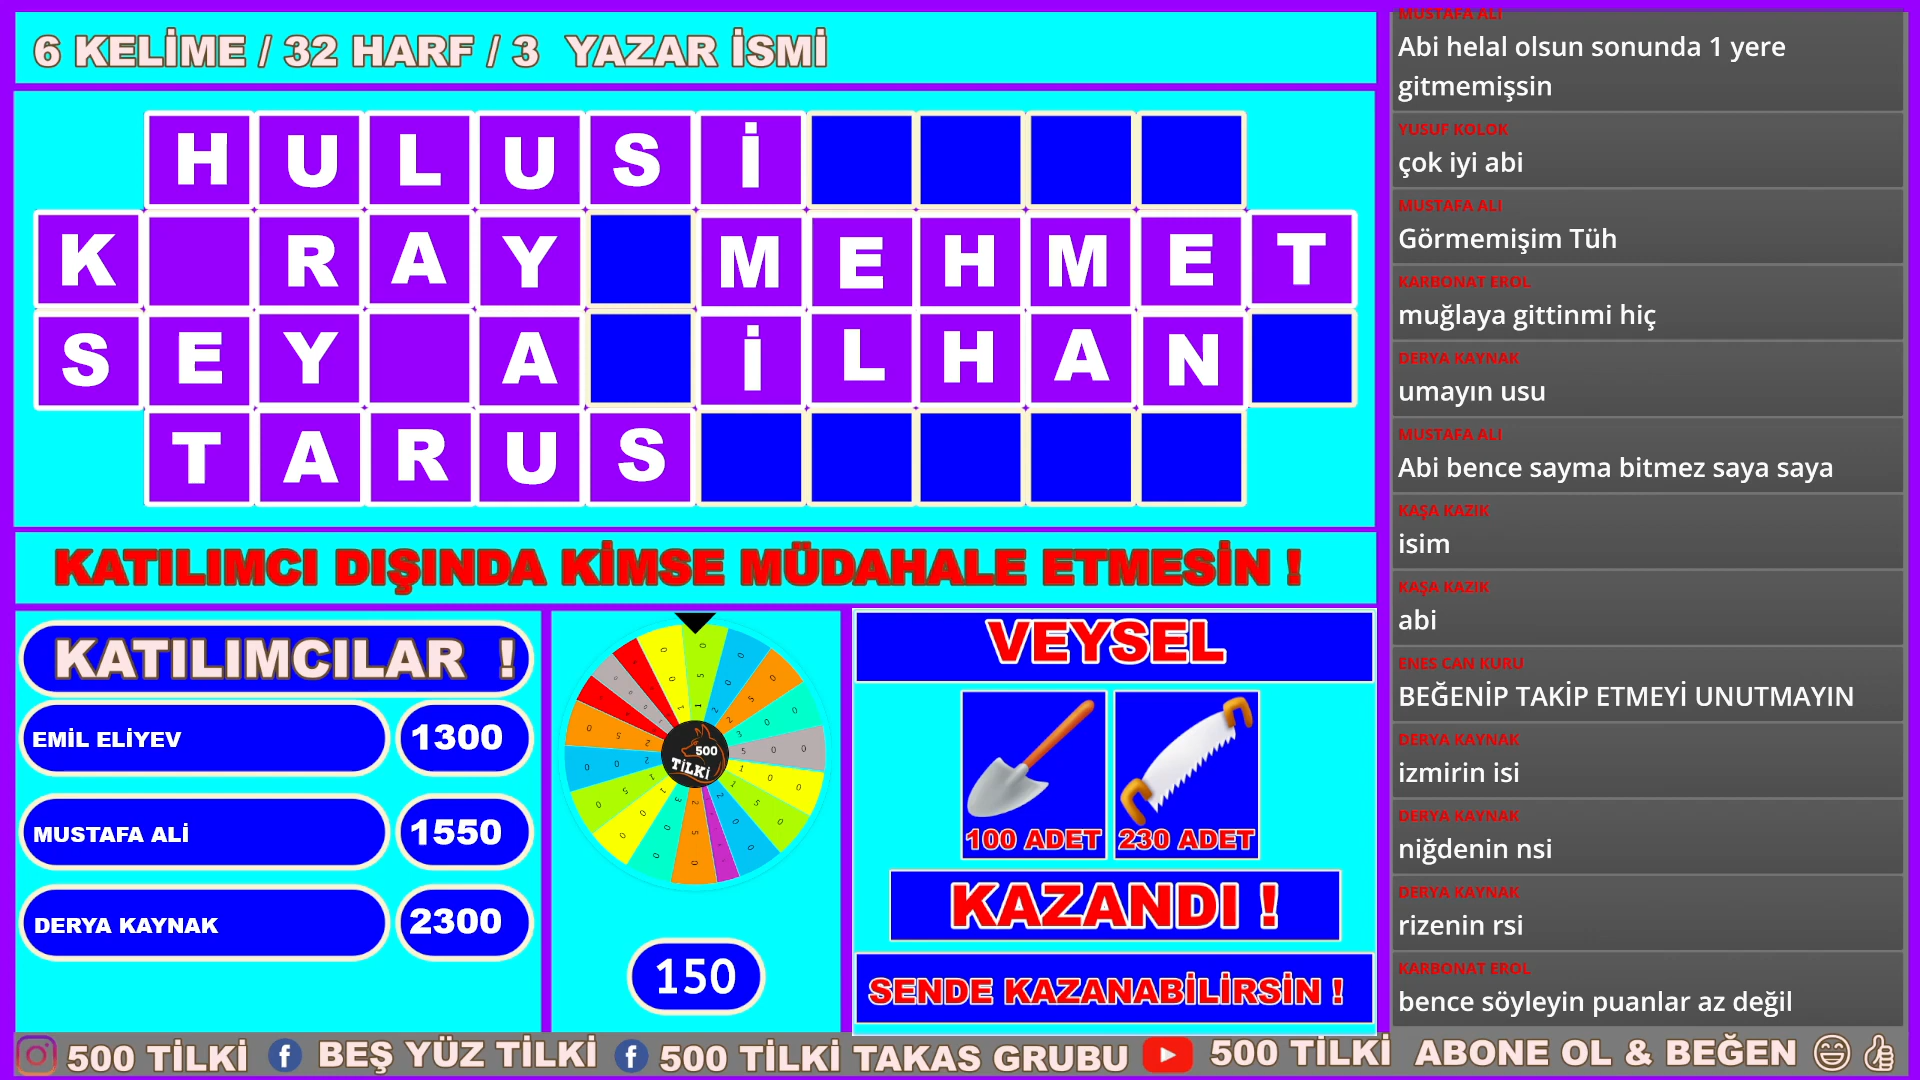 6 KELİME / 32 HARF / 3 YAZAR İSMİ
HULUSİ
K RAY MEHMET
SEY A İLHAN
TARUS
KATILIMCI DIŞINDA KİMSE MÜDAHALE ETMESİN !
KATILIMCILAR !
EMİL ELİYEV 1300
MUSTAFA ALİ 1550
DERYA KAYNAK 2300
500
TİLKİ
150
VEYSEL
100 ADET 230 ADET
KAZANDI !
SENDE KAZANABİLİRSİN !
MUSTAFA ALI
Abi helal olsun sonunda 1 yere
gitmemişsin
YUSUF KOLOK
çok iyi abi
MUSTAFA ALI
Görmemişim Tüh
KARBONAT EROL
muğlaya gittinmi hiç
DERYA KAYNAK
umayın usu
MUSTAFA ALI
Abi bence sayma bitmez saya saya
KAŞA KAZIK
isim
KAŞA KAZIK
abi
ENES CAN KURU
BEĞENİP TAKİP ETMEYİ UNUTMAYIN
DERYA KAYNAK
izmirin isi
DERYA KAYNAK
niğdenin nsi
DERYA KAYNAK
rizenin rsi
KARBONAT EROL
bence söyleyin puanlar az değil
500 TİLKİ BEŞ YÜZ TİLKİ 500 TİLKİ TAKAS GRUBU 500 TİLKİ ABONE OL & BEĞEN